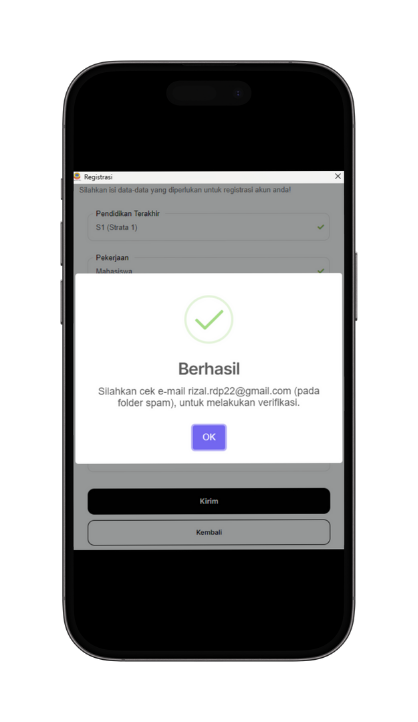 Registrasi
Silahkan isi data-data yang diperlukan untuk registrasi akun anda!
Pendidikan Terakhir
S1 (Strata 1)
Pekerjaan
Mahasiswa
Berhasil
Silahkan cek e-mail rizal.rdp22@gmail.com (pada
folder spam), untuk melakukan verifikasi.
OK
Kirim
Kembali